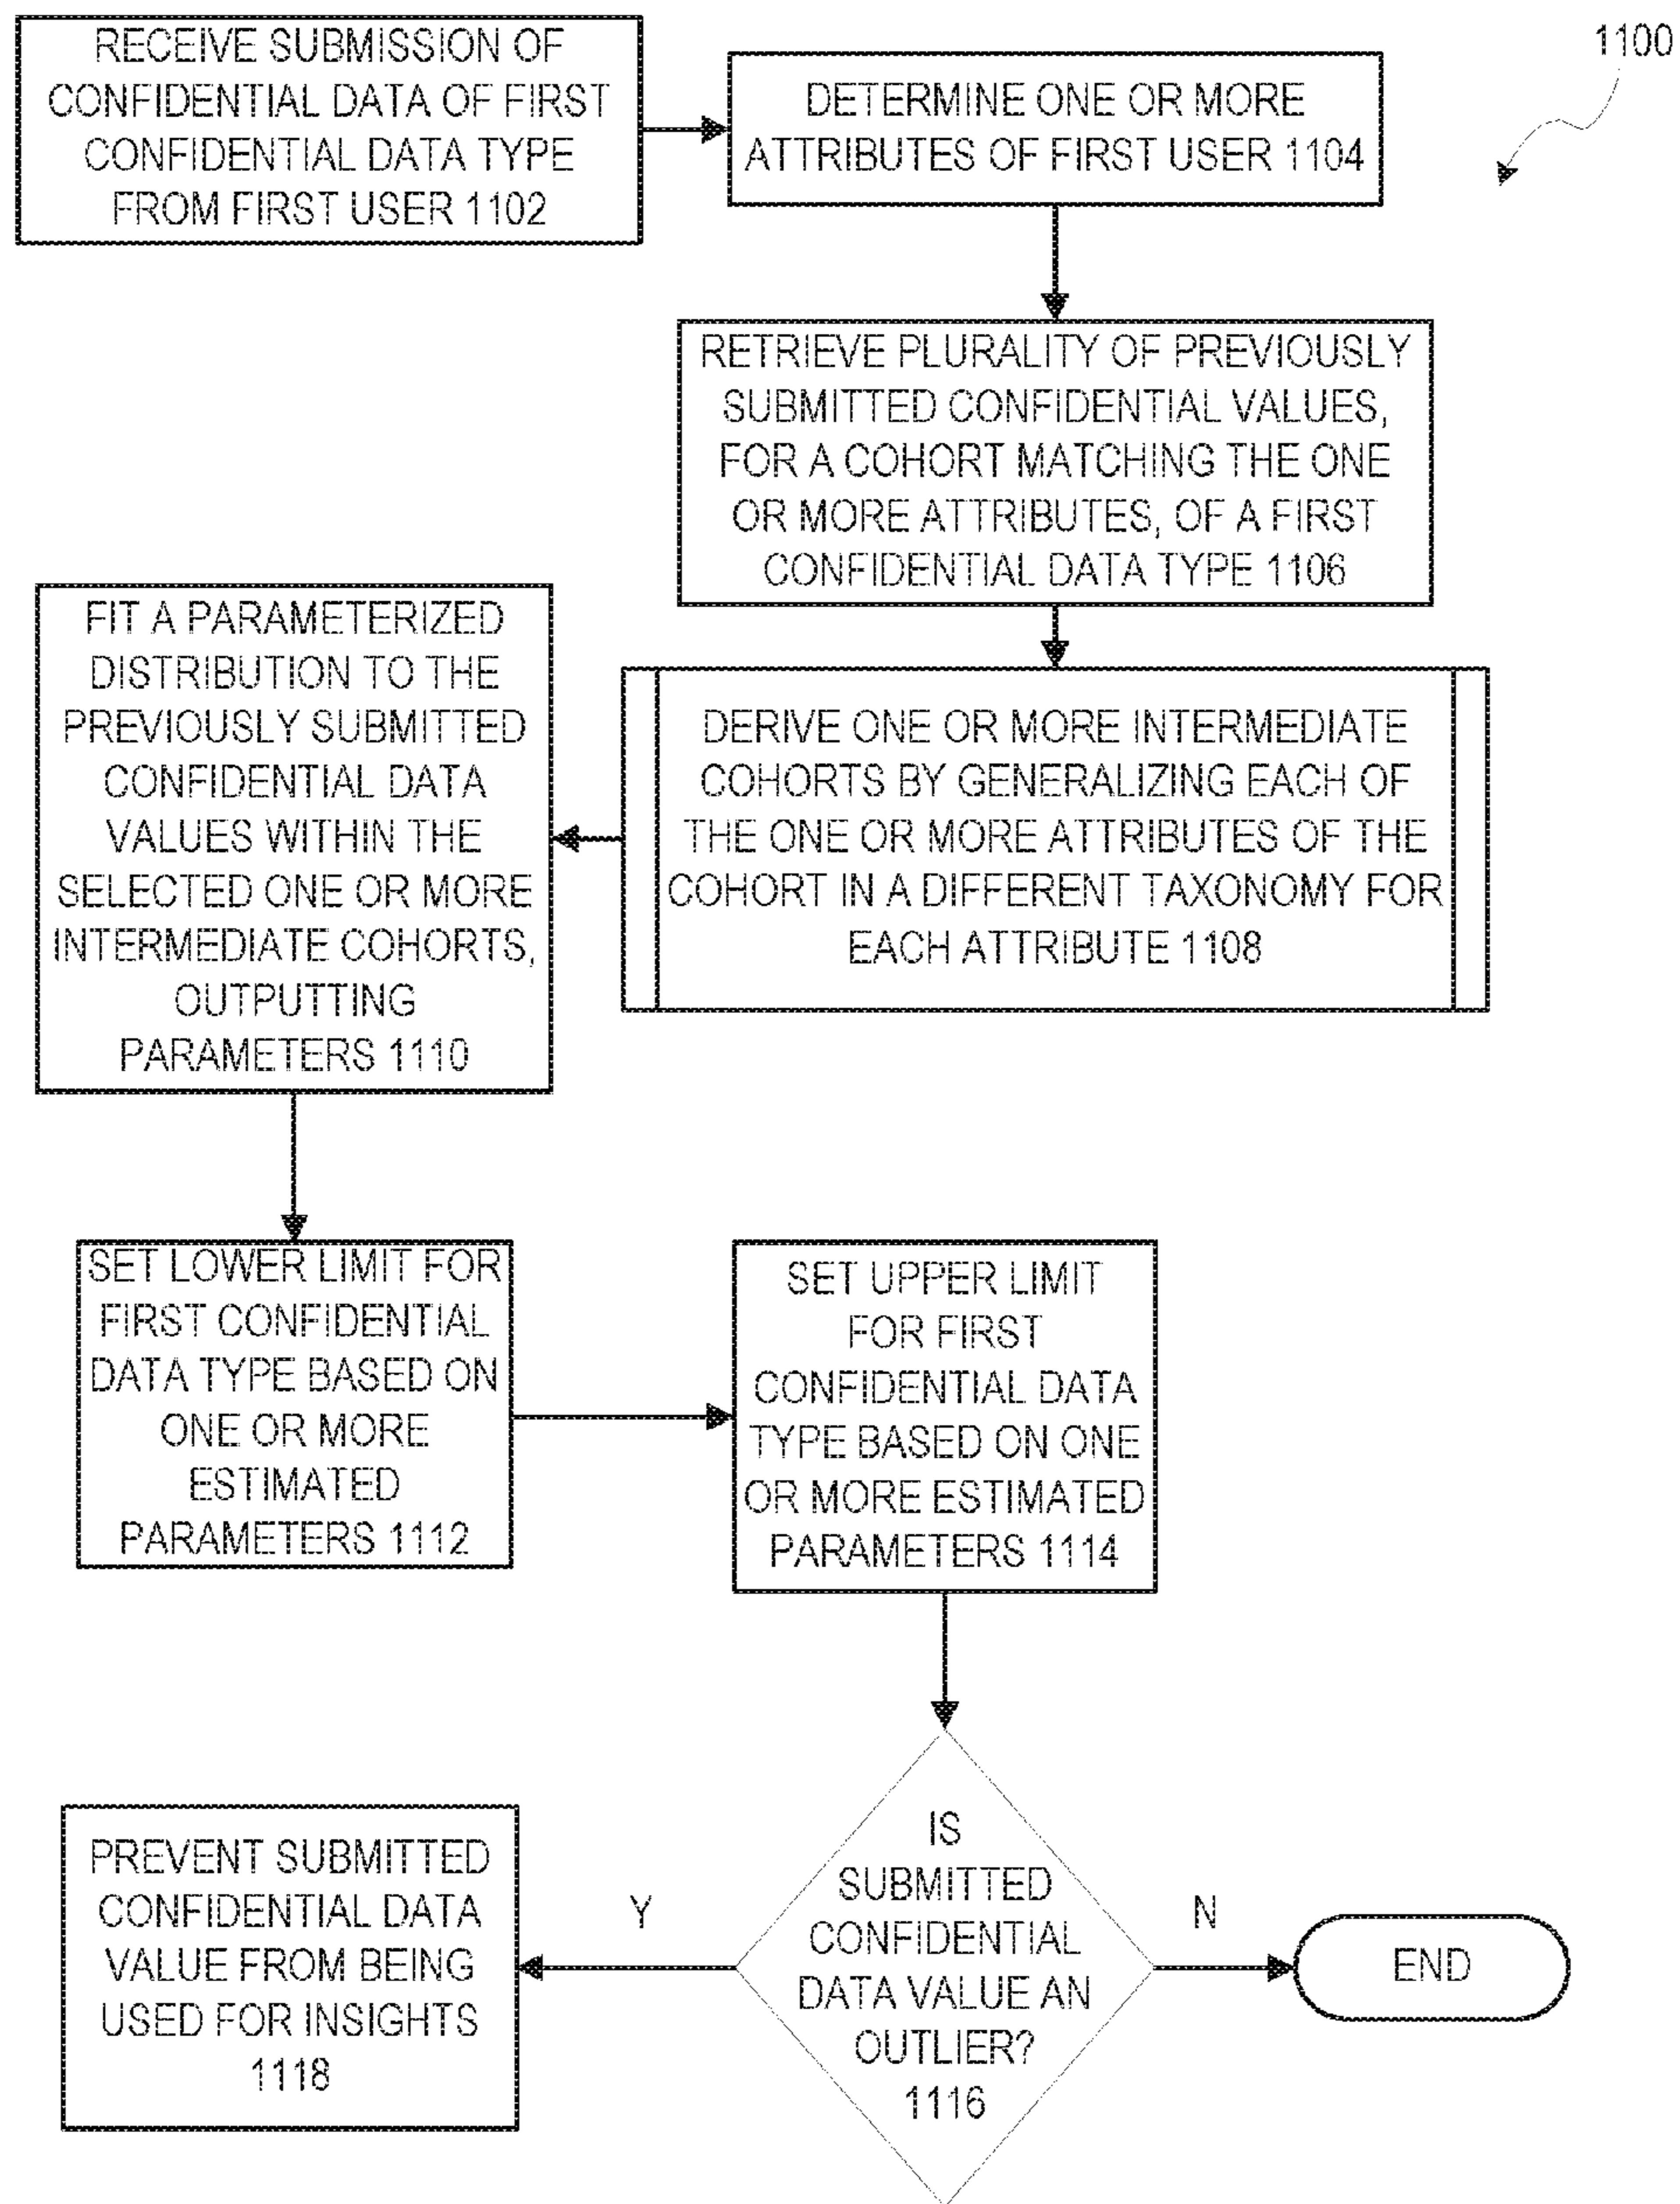 RECEIVE SUBMISSION OF
CONFIDENTIAL DATA OF FIRST
CONFIDENTIAL DATA TYPE
FROM FIRST USER 1102
DETERMINE ONE OR MORE
ATTRIBUTES OF FIRST USER 1104
1100
RETRIEVE PLURALITY OF PREVIOUSLY
SUBMITTED CONFIDENTIAL VALUES,
FOR A COHORT MATCHING THE ONE
OR MORE ATTRIBUTES, OF A FIRST
CONFIDENTIAL DATA TYPE 1106
DERIVE ONE OR MORE INTERMEDIATE
COHORTS BY GENERALIZING EACH OF
THE ONE OR MORE ATTRIBUTES OF THE
COHORT IN A DIFFERENT TAXONOMY FOR
EACH ATTRIBUTE 1108
FIT A PARAMETERIZED
DISTRIBUTION TO THE
PREVIOUSLY SUBMITTED
CONFIDENTIAL DATA
VALUES WITHIN THE
SELECTED ONE OR MORE
INTERMEDIATE COHORTS,
OUTPUTTING
PARAMETERS 1110
SET LOWER LIMIT FOR
FIRST CONFIDENTIAL
DATA TYPE BASED ON
ONE OR MORE
ESTIMATED
PARAMETERS 1112
SET UPPER LIMIT
FOR FIRST
CONFIDENTIAL DATA
TYPE BASED ON ONE
OR MORE ESTIMATED
PARAMETERS 1114
IS
SUBMITTED
CONFIDENTIAL
DATA VALUE AN
OUTLIER?
1116
Y
PREVENT SUBMITTED
CONFIDENTIAL DATA
VALUE FROM BEING
USED FOR INSIGHTS
1118
N
END